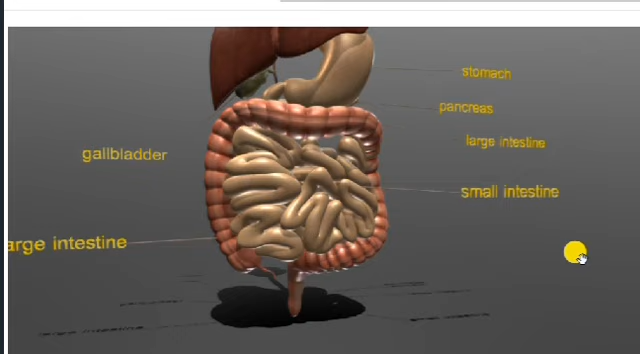 stomach
pancreas
large intestine
gallbladder
small intestine
arge intestine